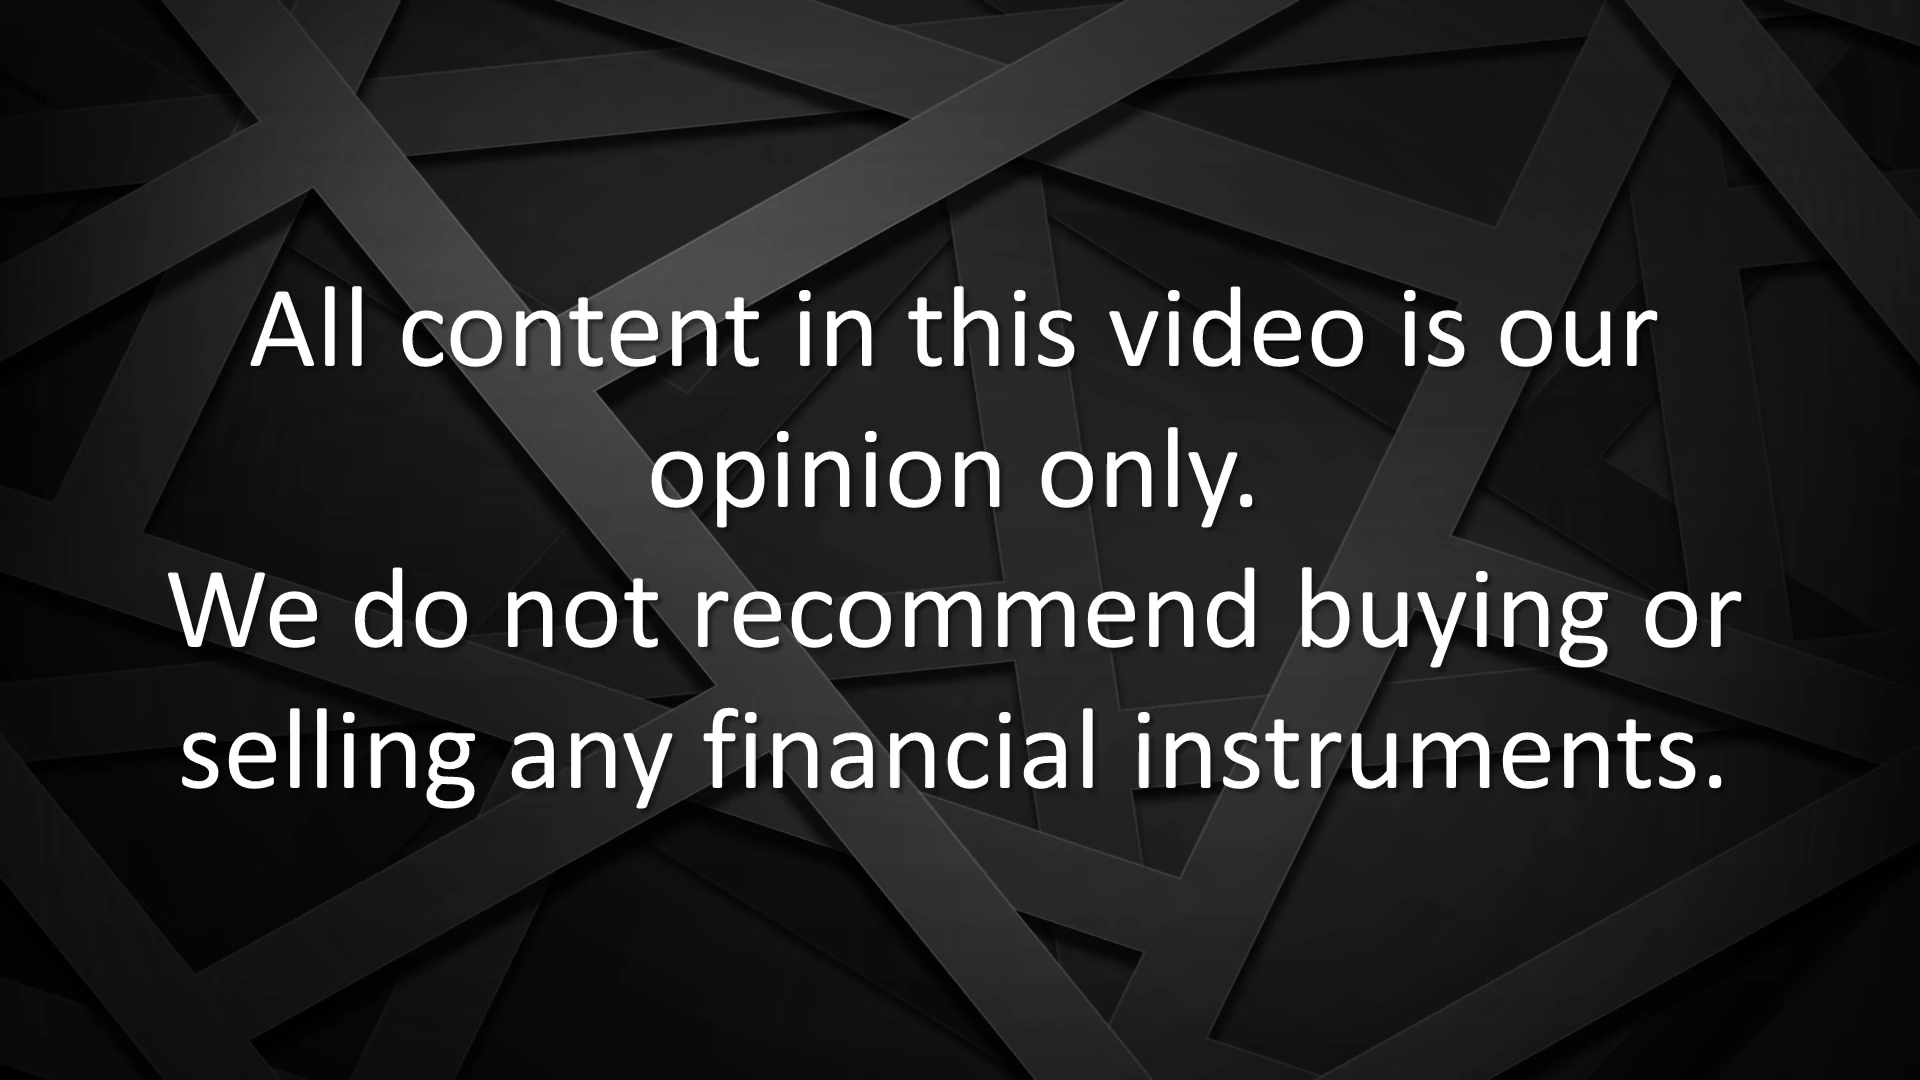 All content in this video is our
opinion only.
We do not recommend buying or
selling any financial instruments.